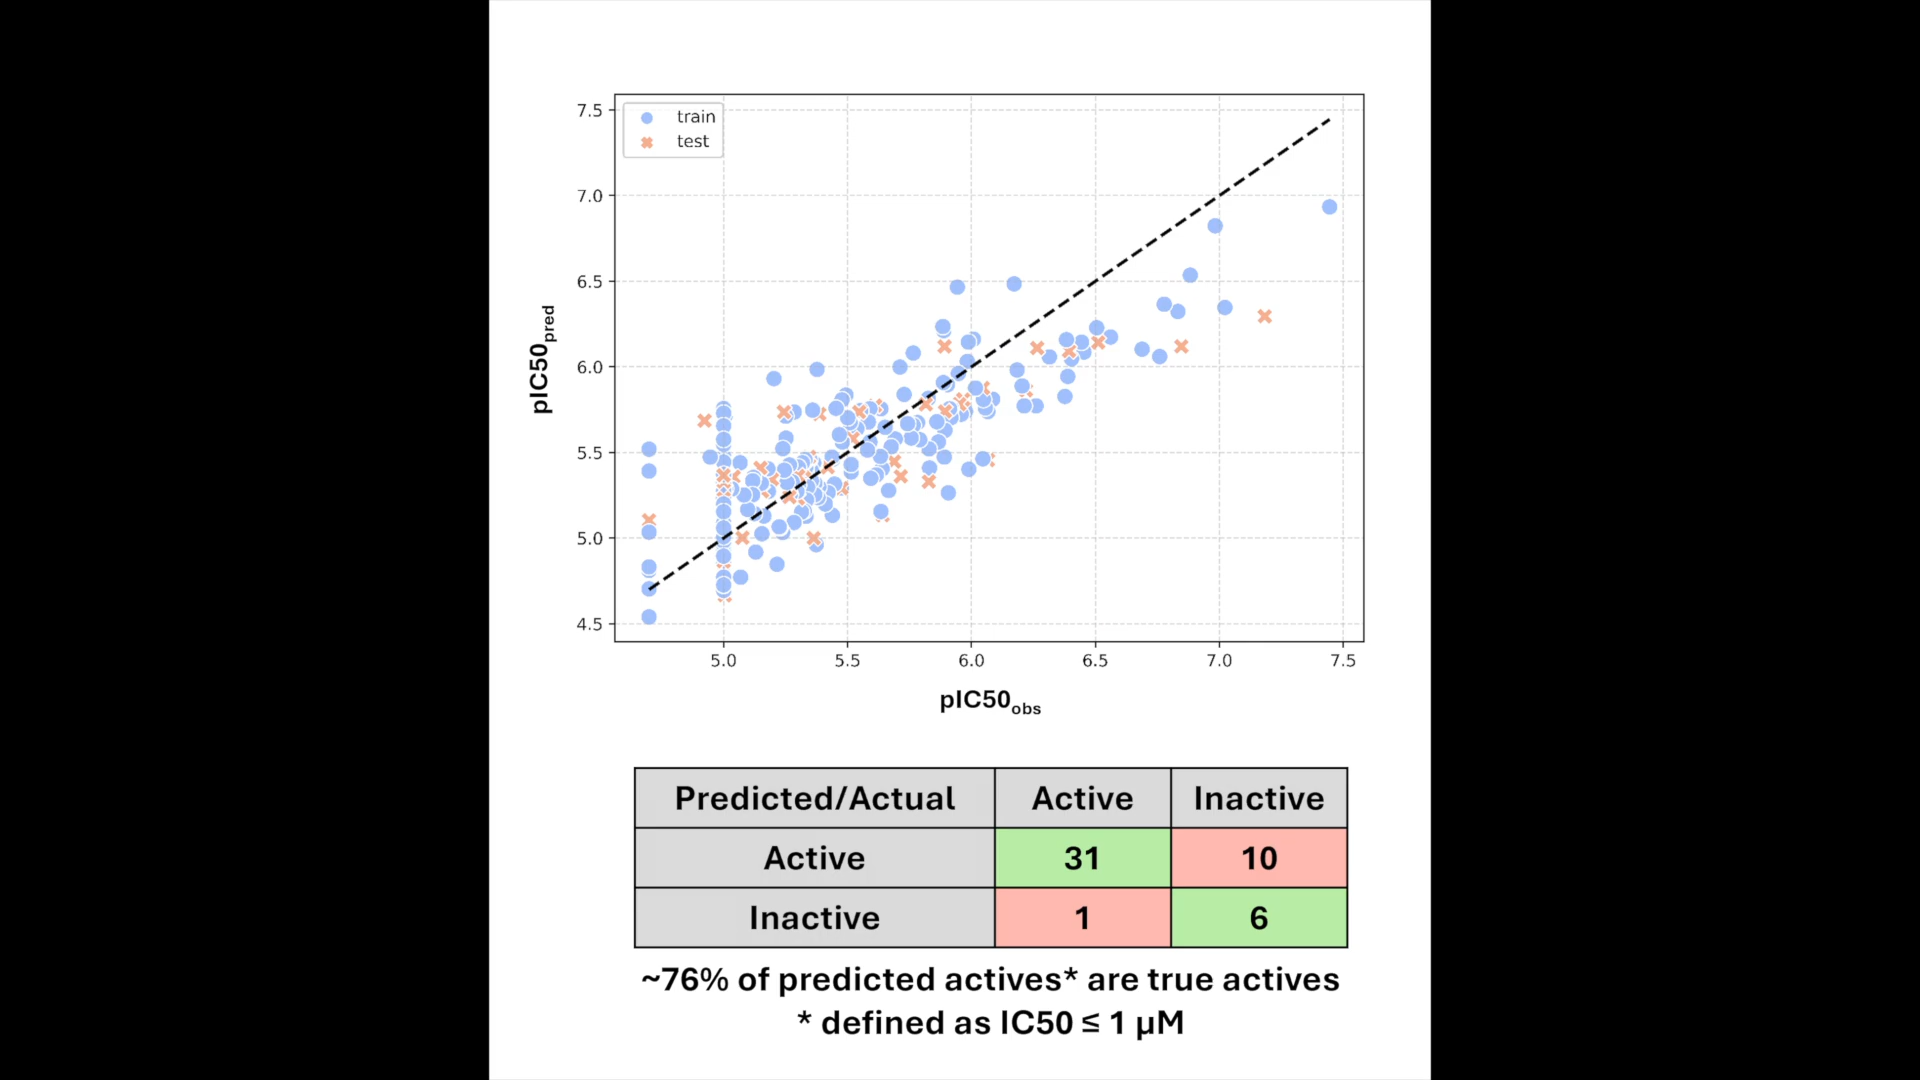 train
test
7.5
7.0
6.5
6.0
5.5
5.0
4.5
pIC50pred
5.0 5.5 6.0 6.5 7.0 7.5
pIC50obs
Predicted/Actual Active Inactive
Active 31 10
Inactive 1 6
~76% of predicted actives* are true actives
* defined as IC50 ≤ 1 µM